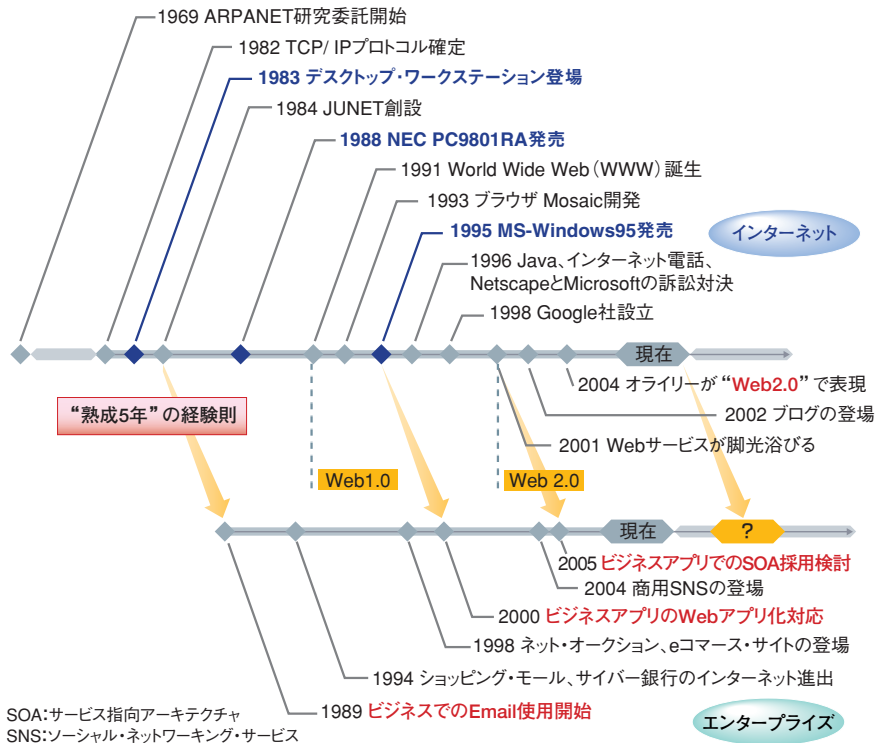 1969 ARPANET研究委託開始
1982 TCP/ IPプロトコル確定
1983 デスクトップ・ワークステーション登場
1984 JUNET創設
1988 NEC PC9801RA発売
1991 World Wide Web（WWW）誕生
1993 ブラウザ Mosaic開発
1995 MS-Windows95発売
インターネット
1996 Java、インターネット電話、
NetscapeとMicrosoftの訴訟対決
1998 Google社設立
現在
2004 オライリーが“Web2.0”で表現
“熟成5年”の経験則
2002 ブログの登場
2001 Webサービスが脚光浴びる
Web1.0
Web 2.0
現在
?
2005 ビジネスアプリでのSOA採用検討
2004 商用SNSの登場
2000 ビジネスアプリのWebアプリ化対応
1998 ネット・オークション、eコマース・サイトの登場
1994 ショッピング・モール、サイバー銀行のインターネット進出
1989 ビジネスでのEmail使用開始
エンタープライズ
SOA:サービス指向アーキテクチャ
SNS:ソーシャル・ネットワーキング・サービス